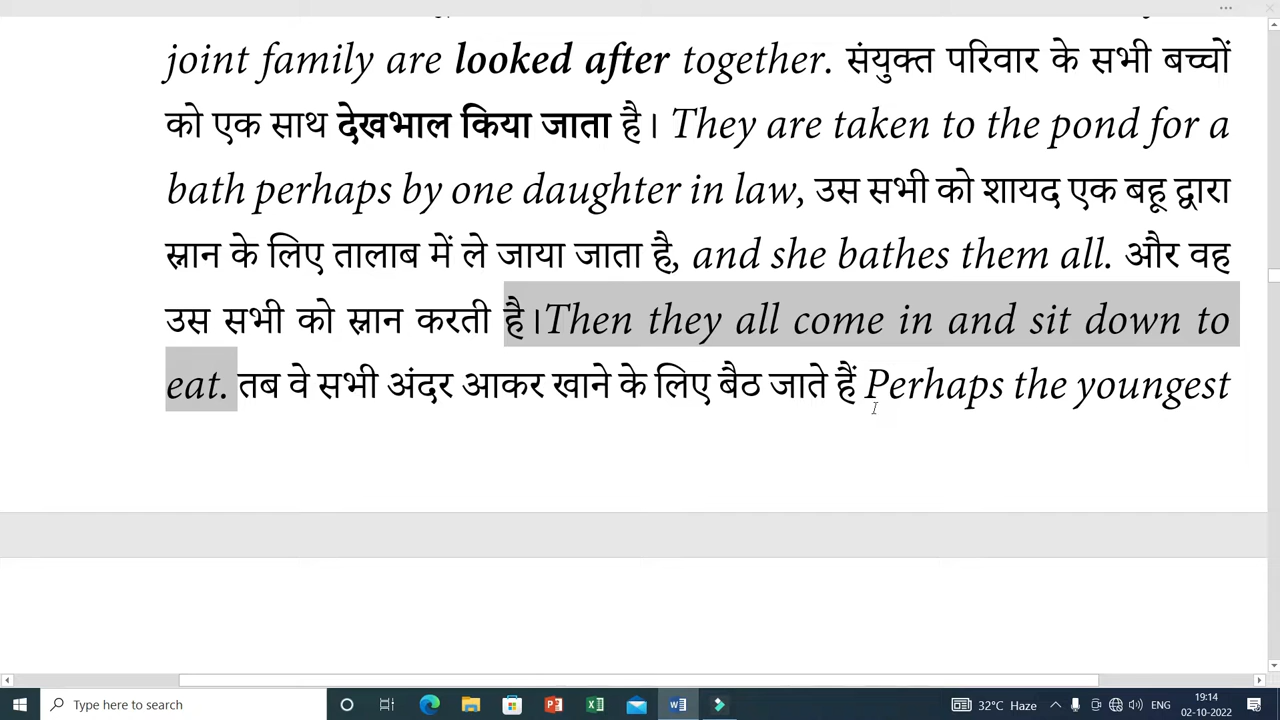 joint family are looked after together. संयुक्त परिवार के सभी बच्चों
को एक साथ देखभाल किया जाता है। They are taken to the pond for a
bath perhaps by one daughter in law, उस सभी को शायद एक बहू द्वारा
स्नान के लिए तालाब में ले जाया जाता है, and she bathes them all. और वह
उस सभी को स्नान करती है।Then they all come in and sit down to
eat. तब वे सभी अंदर आकर खाने के लिए बैठ जाते हैं Perhaps the youngest
Type here to search
32°C Haze
ENG
19:14
02-10-2022